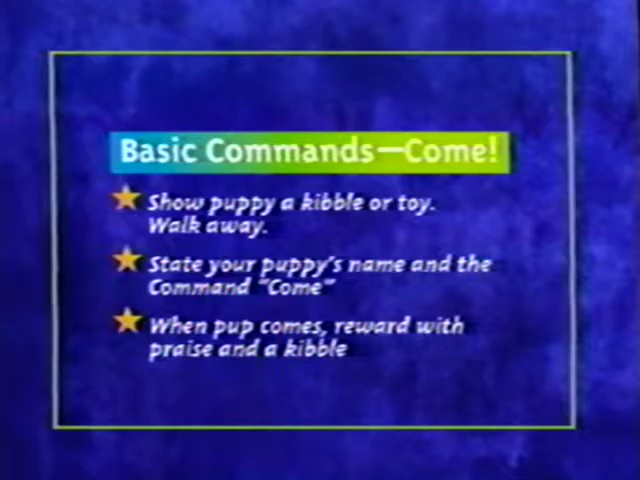 Basic Commands—Come!
Show puppy a kibble or toy.
Walk away.
State your puppy's name and the
Command "Come"
When pup comes, reward with
praise and a kibble